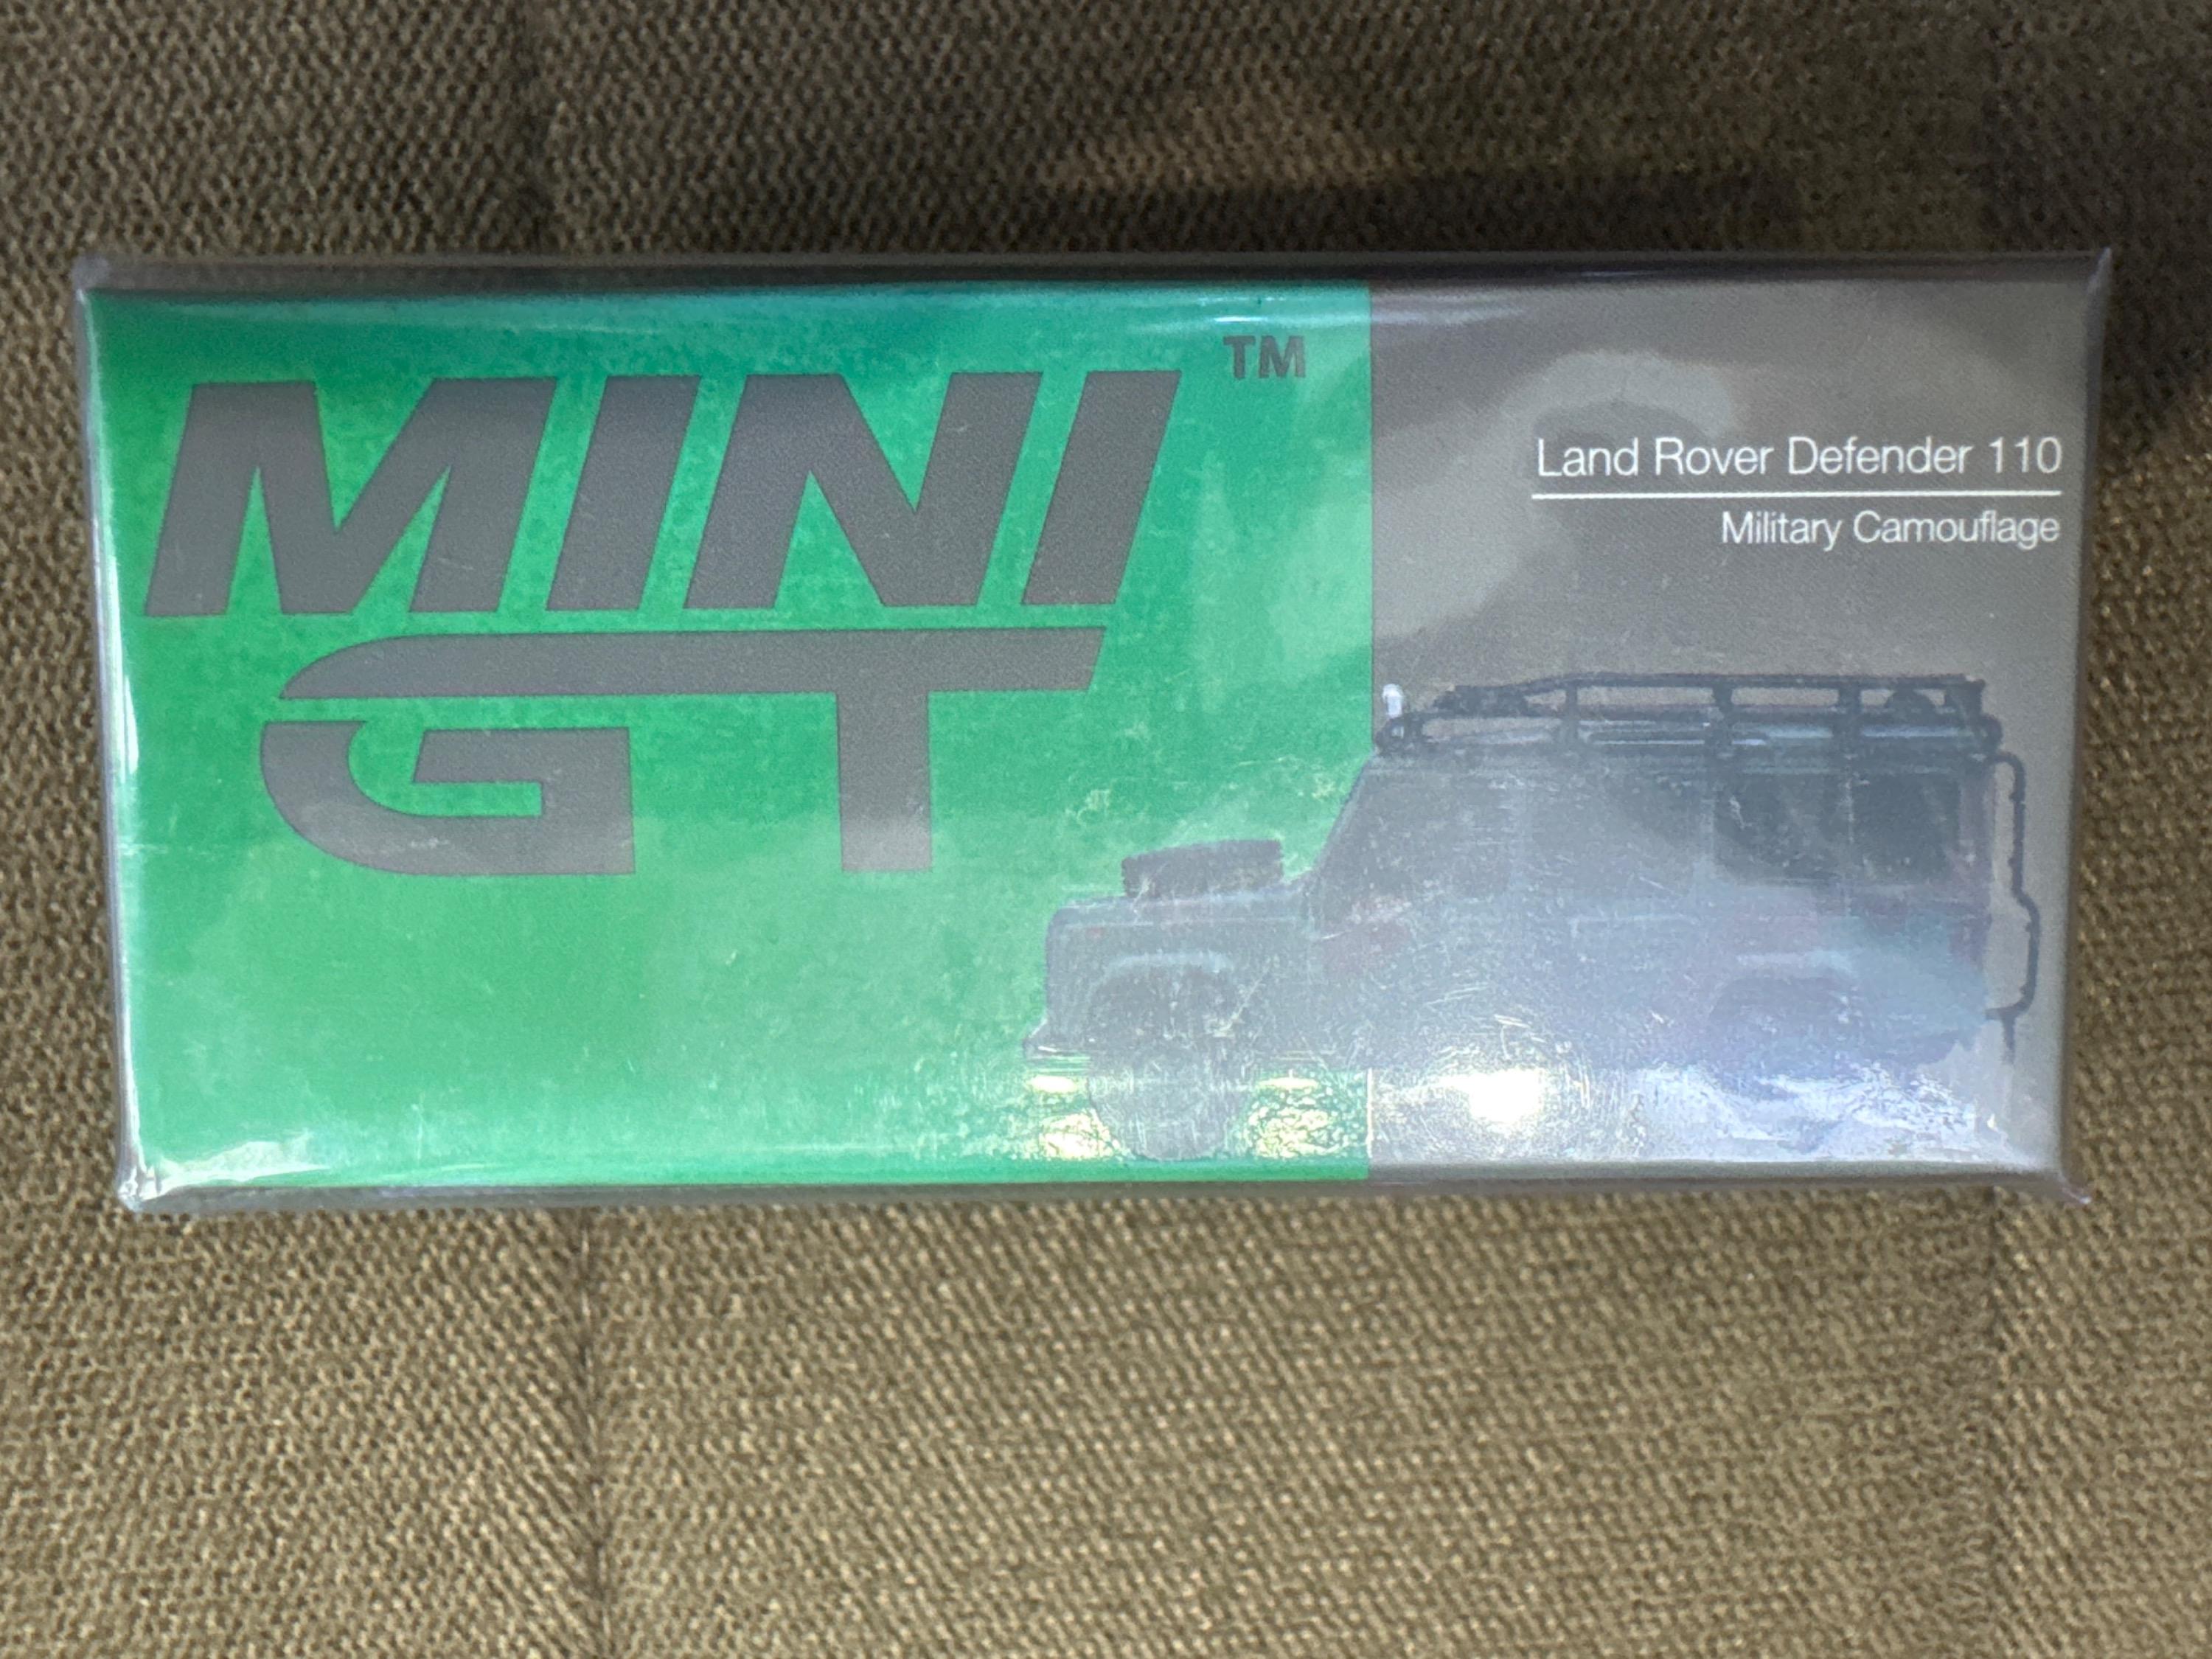 MINI
GT
TM
Land Rover Defender 110
Military Camouflage